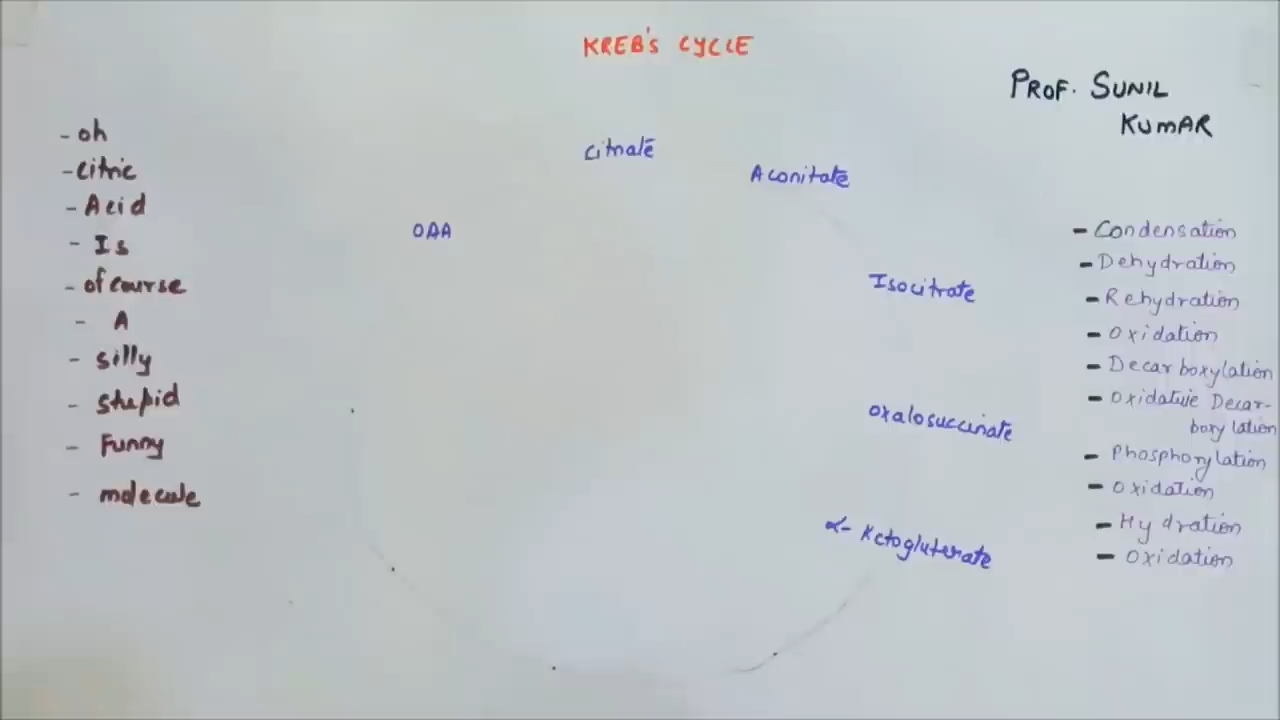 KREB's CYCLE
PROF. SUNIL
KUMAR
- oh
- citric
- Acid
- Is
- of course
- A
- silly
- stupid
- Funny
- molecule
citrate
Aconitate
OAA
Isocitrate
oxalosuccinate
α- Ketogluterate
- Condensation
- Dehydration
- Rehydration
- Oxidation
- Decarboxylation
- Oxidative Decar-
boxylation
- Phosphorylation
- Oxidation
- Hydration
- Oxidation